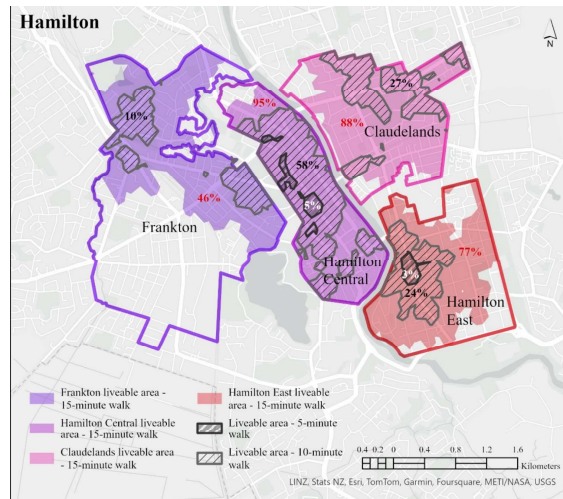 Hamilton
N
95%
27%
10%
88%
Claudelands
58%
5%
46%
Frankton
77%
Hamilton
Central
3%
24%
Hamilton
East
Frankton liveable area -
15-minute walk
Hamilton Central liveable
area - 15-minute walk
Claudelands liveable
area - 15-minute walk
Hamilton East liveable
area - 15-minute walk
Liveable area - 5-minute
walk
Liveable area - 10-minute
walk
0.4 0.2 0 0.4 0.8 1.2 1.6
Kilometers
LINZ, Stats NZ, Esri, TomTom, Garmin, Foursquare, METI/NASA, USGS